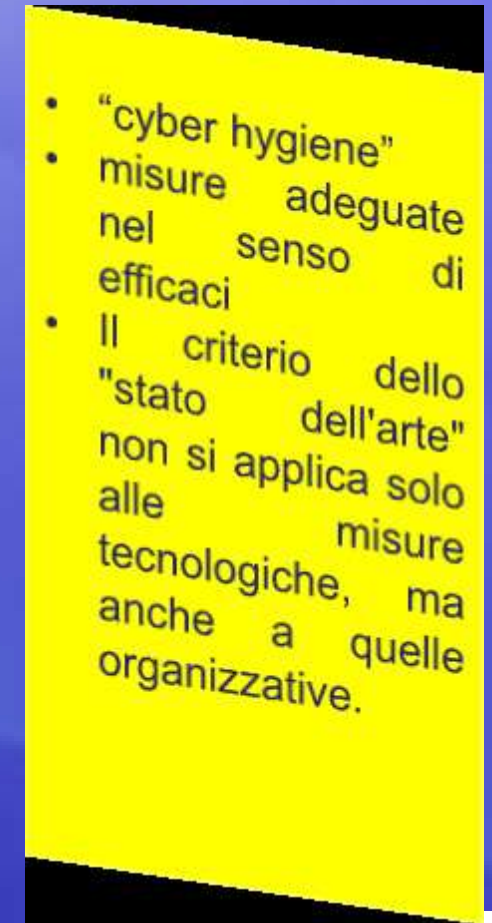 • “cyber hygiene”
• misure adeguate
nel senso di
efficaci
• Il criterio dello
"stato dell'arte"
non si applica solo
alle misure
tecnologiche, ma
anche a quelle
organizzative.